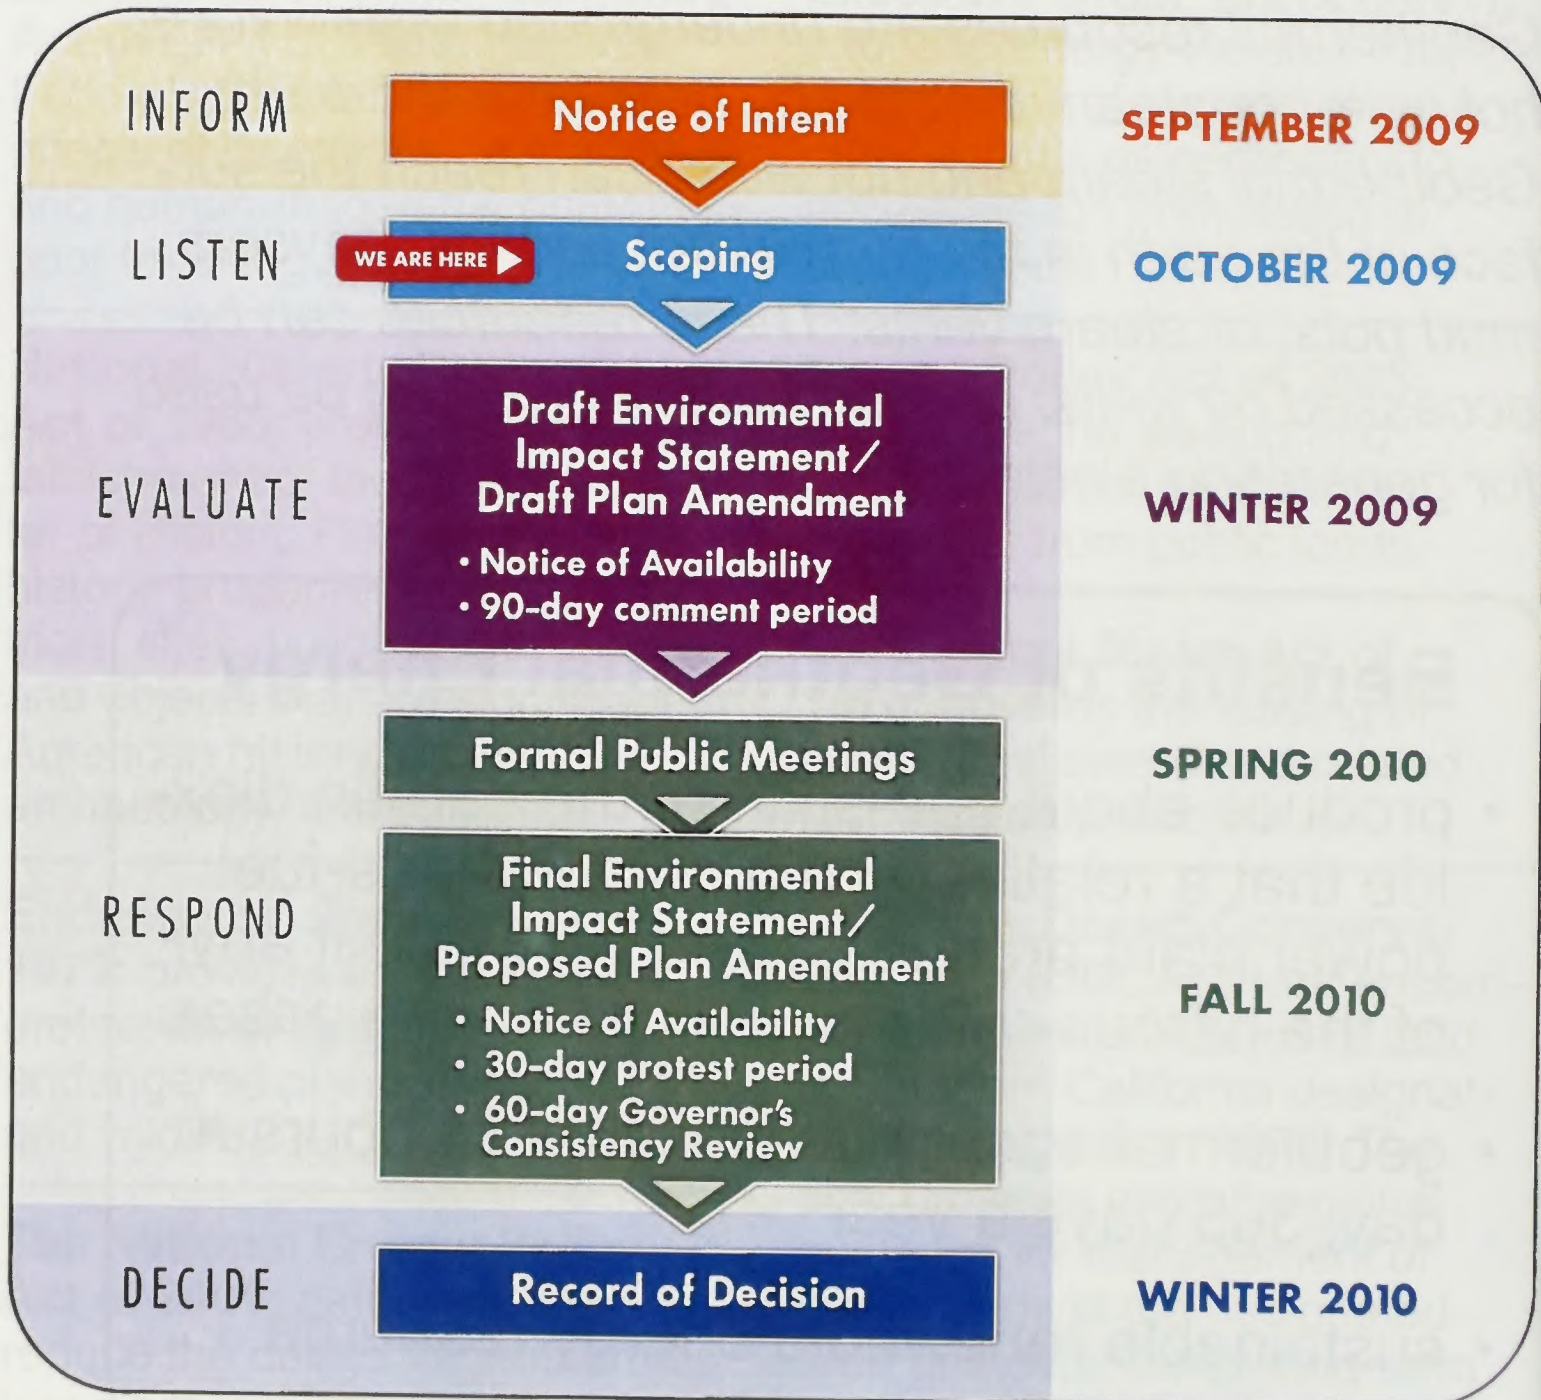 INFORM
Notice of Intent
SEPTEMBER 2009
LISTEN
WE ARE HERE
Scoping
OCTOBER 2009
EVALUATE
Draft Environmental
Impact Statement/
Draft Plan Amendment
• Notice of Availability
• 90-day comment period
WINTER 2009
Formal Public Meetings
SPRING 2010
RESPOND
Final Environmental
Impact Statement/
Proposed Plan Amendment
• Notice of Availability
• 30-day protest period
• 60-day Governor's
Consistency Review
FALL 2010
DECIDE
Record of Decision
WINTER 2010